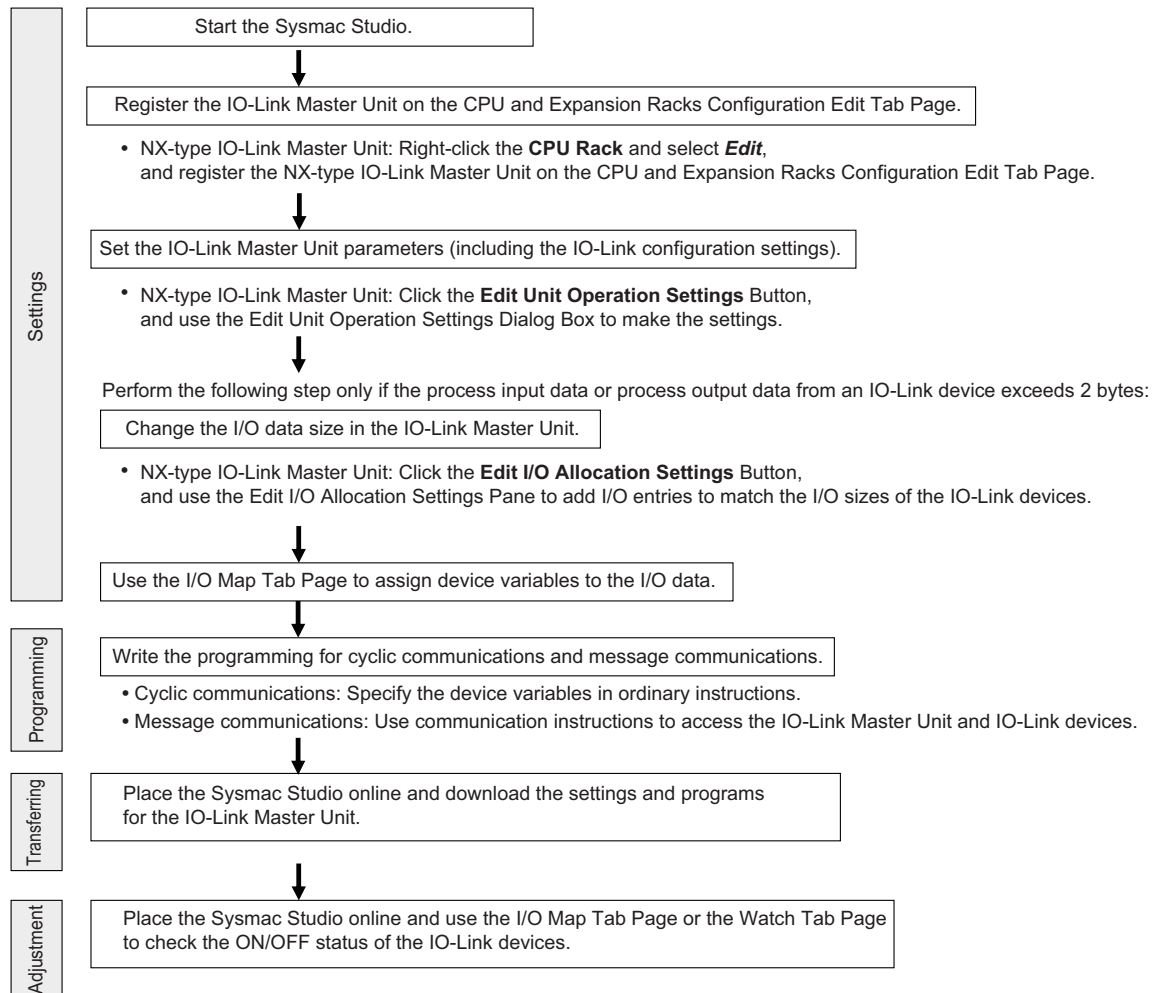 Settings
Start the Sysmac Studio.
Register the IO-Link Master Unit on the CPU and Expansion Racks Configuration Edit Tab Page.
• NX-type IO-Link Master Unit: Right-click the CPU Rack and select Edit,
and register the NX-type IO-Link Master Unit on the CPU and Expansion Racks Configuration Edit Tab Page.
Set the IO-Link Master Unit parameters (including the IO-Link configuration settings).
• NX-type IO-Link Master Unit: Click the Edit Unit Operation Settings Button,
and use the Edit Unit Operation Settings Dialog Box to make the settings.
Perform the following step only if the process input data or process output data from an IO-Link device exceeds 2 bytes:
Change the I/O data size in the IO-Link Master Unit.
• NX-type IO-Link Master Unit: Click the Edit I/O Allocation Settings Button,
and use the Edit I/O Allocation Settings Pane to add I/O entries to match the I/O sizes of the IO-Link devices.
Use the I/O Map Tab Page to assign device variables to the I/O data.
Programming
Write the programming for cyclic communications and message communications.
• Cyclic communications: Specify the device variables in ordinary instructions.
• Message communications: Use communication instructions to access the IO-Link Master Unit and IO-Link devices.
Transferring
Place the Sysmac Studio online and download the settings and programs
for the IO-Link Master Unit.
Adjustment
Place the Sysmac Studio online and use the I/O Map Tab Page or the Watch Tab Page
to check the ON/OFF status of the IO-Link devices.